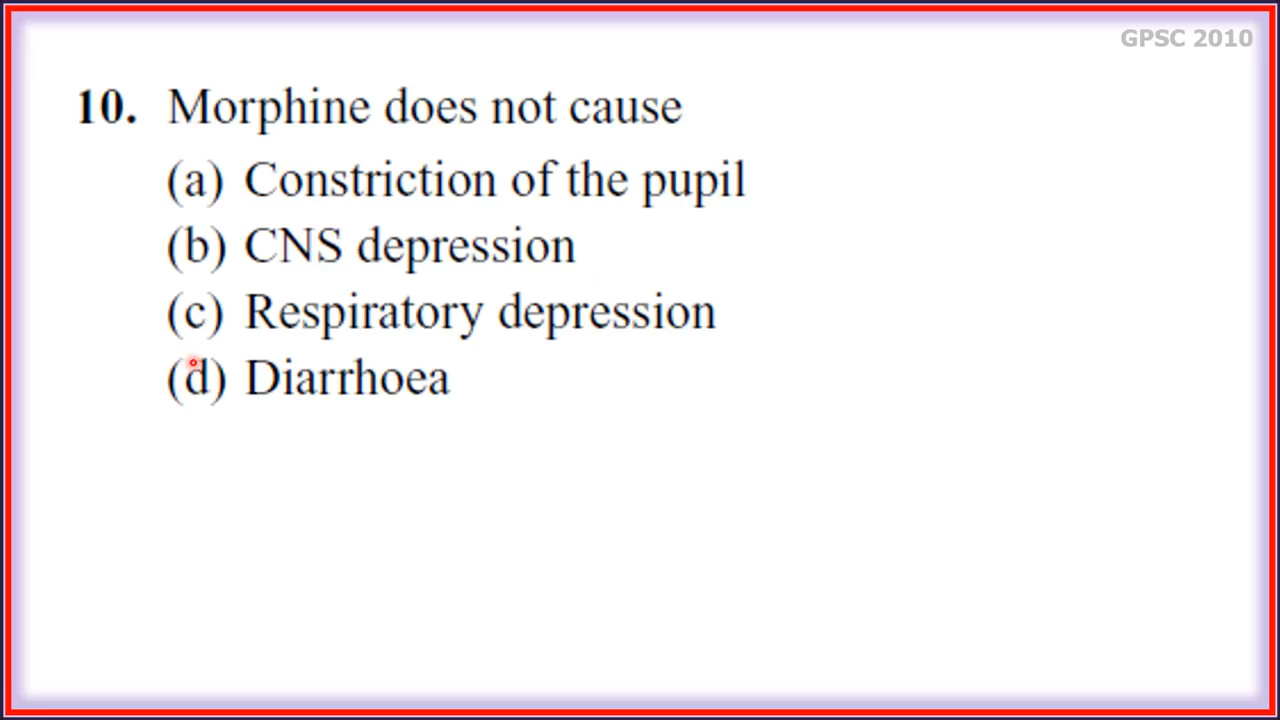 GPSC 2010
10. Morphine does not cause
(a) Constriction of the pupil
(b) CNS depression
(c) Respiratory depression
(d) Diarrhoea